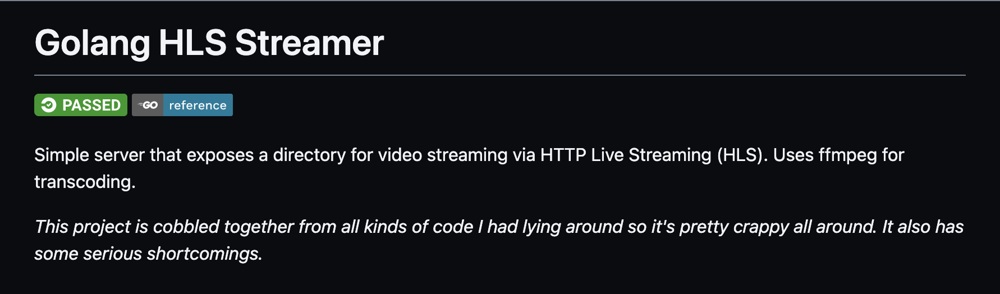 Golang HLS Streamer
PASSED GO reference
Simple server that exposes a directory for video streaming via HTTP Live Streaming (HLS). Uses ffmpeg for
transcoding.
This project is cobbled together from all kinds of code I had lying around so it's pretty crappy all around. It also has
some serious shortcomings.